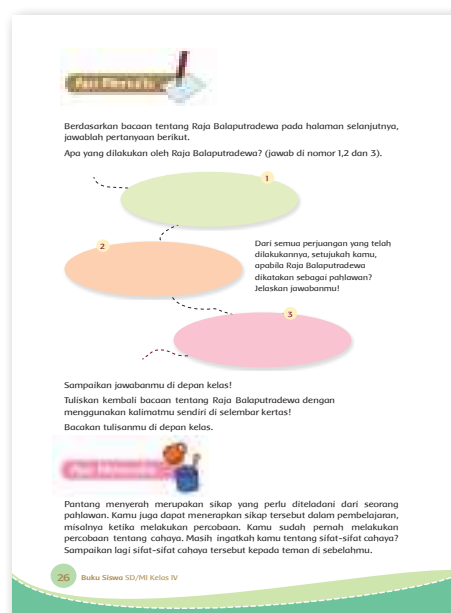 Ayo Menulis
Berdasarkan bacaan tentang Raja Balaputradewa pada halaman selanjutnya,
jawablah pertanyaan berikut.
Apa yang dilakukan oleh Raja Balaputradewa? (jawab di nomor 1,2 dan 3).
1
2
Dari semua perjuangan yang telah
dilakukannya, setujukah kamu,
apabila Raja Balaputradewa
dikatakan sebagai pahlawan?
Jelaskan jawabanmu!
3
Sampaikan jawabanmu di depan kelas!
Tuliskan kembali bacaan tentang Raja Balaputradewa dengan
menggunakan kalimatmu sendiri di selembar kertas!
Bacakan tulisanmu di depan kelas.
Pantang menyerah merupakan sikap yang perlu diteladani dari seorang
pahlawan. Kamu juga dapat menerapkan sikap tersebut dalam pembelajaran,
misalnya ketika melakukan percobaan. Kamu sudah pernah melakukan
percobaan tentang cahaya. Masih ingatkah kamu tentang sifat-sifat cahaya?
Sampaikan lagi sifat-sifat cahaya tersebut kepada teman di sebelahmu.
26 Buku Siswa SD/MI Kelas IV